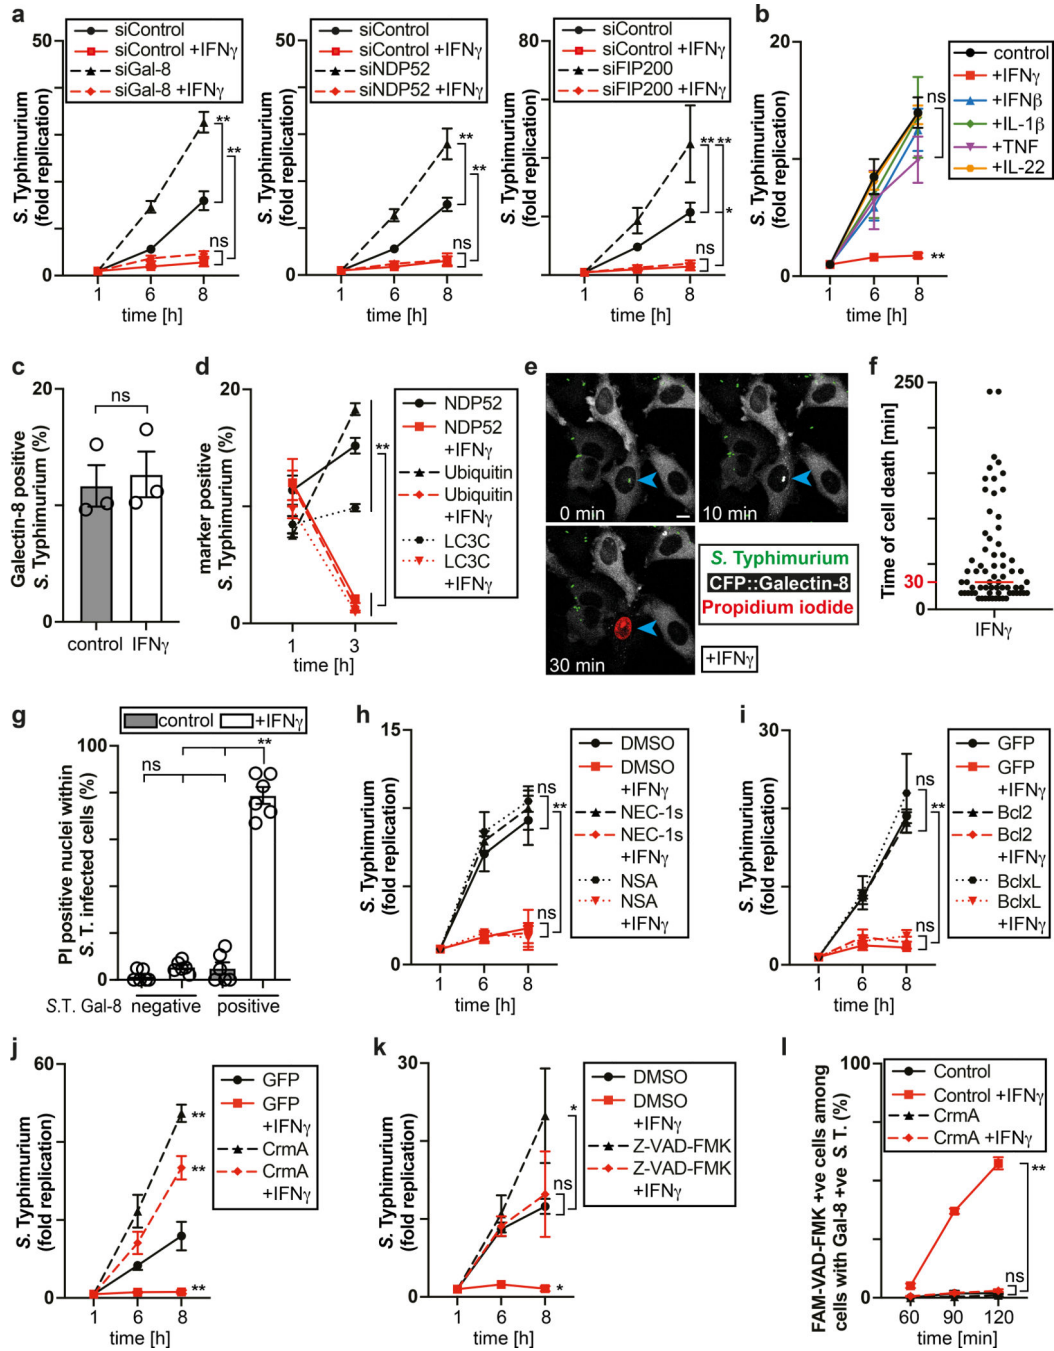 a
50
0
S. Typhimurium
(fold replication)
siControl
siControl +IFNγ
siGal-8
siGal-8 +IFNγ
**
**
ns
1 6 8
time [h]
50
0
S. Typhimurium
(fold replication)
siControl
siControl +IFNγ
siNDP52
siNDP52 +IFNγ
**
**
ns
1 6 8
time [h]
80
0
S. Typhimurium
(fold replication)
siControl
siControl +IFNγ
siFIP200
siFIP200 +IFNγ
** **
*
ns
1 6 8
time [h]
b
20
10
0
S. Typhimurium
(fold replication)
control
+IFNγ
+IFNβ
+IL-1β
+TNF
+IL-22
ns
**
1 6 8
time [h]
c
20
0
Galectin-8 positive
S. Typhimurium (%)
ns
control IFNγ
d
20
0
marker positive
S. Typhimurium (%)
NDP52
NDP52
+IFNγ
Ubiquitin
Ubiquitin
+IFNγ
LC3C
LC3C
+IFNγ
**
1 3
time [h]
e
0 min
10 min
30 min
S. Typhimurium
CFP::Galectin-8
Propidium iodide
+IFNγ
f
250
30
0
Time of cell death [min]
IFNγ
g
control +IFNγ
100
0
PI positive nuclei within
S. T. infected cells (%)
ns
**
S.T. Gal-8 negative positive
h
15
0
S. Typhimurium
(fold replication)
DMSO
DMSO
+IFNγ
NEC-1s
NEC-1s
+IFNγ
NSA
NSA
+IFNγ
ns
**
ns
1 6 8
time [h]
i
30
0
S. Typhimurium
(fold replication)
GFP
GFP
+IFNγ
Bcl2
Bcl2
+IFNγ
BclxL
BclxL
+IFNγ
ns
**
ns
1 6 8
time [h]
j
60
0
S. Typhimurium
(fold replication)
GFP
GFP
+IFNγ
CrmA
CrmA
+IFNγ
**
**
**
1 6 8
time [h]
k
30
0
S. Typhimurium
(fold replication)
DMSO
DMSO
+IFNγ
Z-VAD-FMK
Z-VAD-FMK
+IFNγ
*
ns
*
1 6 8
time [h]
l
100
0
FAM-VAD-FMK +ve cells among
cells with Gal-8 +ve S. T. (%)
Control
Control +IFNγ
CrmA
CrmA +IFNγ
**
ns
60 90 120
time [min]